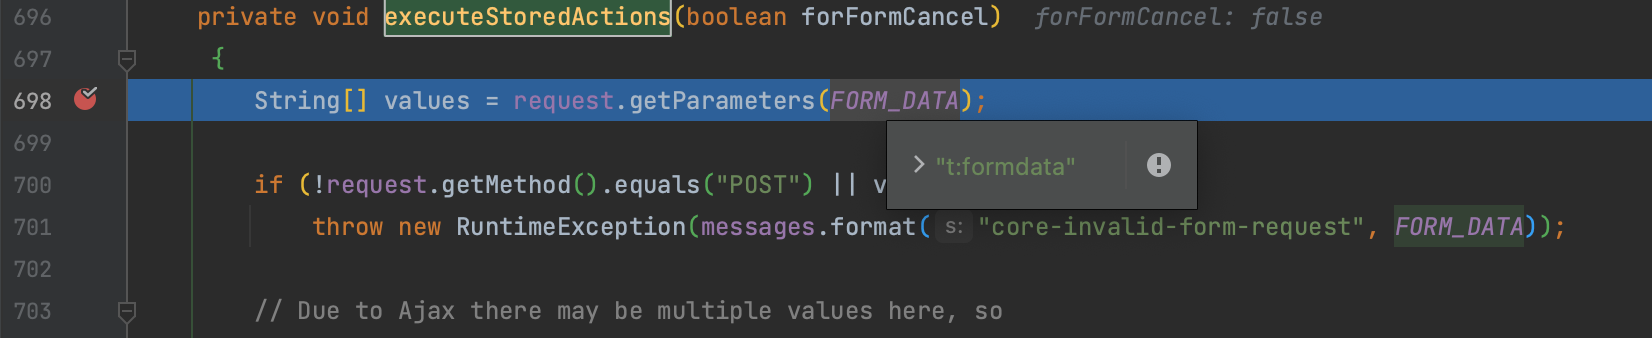 696 private void executeStoredActions(boolean forFormCancel) forFormCancel: false
697 {
698 String[] values = request.getParameters(FORM_DATA);
699
> "t:formdata"
700 if (!request.getMethod().equals("POST") || v
701 throw new RuntimeException(messages.format( s: "core-invalid-form-request", FORM_DATA));
702
703 // Due to Ajax there may be multiple values here, so